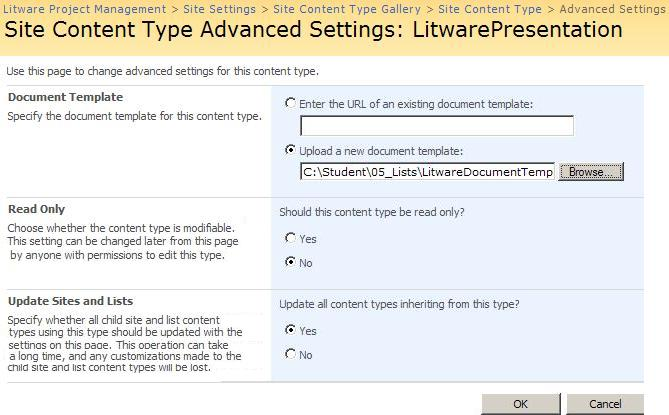 Litware Project Management > Site Settings > Site Content Type Gallery > Site Content Type > Advanced Settings
Site Content Type Advanced Settings: LitwarePresentation
Use this page to change advanced settings for this content type.
Document Template
Specify the document template for this content type.
Enter the URL of an existing document template:
Upload a new document template:
C:\Student\05_Lists\LitwareDocumentTemp
Browse...
Read Only
Choose whether the content type is modifiable.
This setting can be changed later from this page
by anyone with permissions to edit this type.
Should this content type be read only?
Yes
No
Update Sites and Lists
Specify whether all child site and list content
types using this type should be updated with the
settings on this page. This operation can take
a long time, and any customizations made to the
child site and list content types will be lost.
Update all content types inheriting from this type?
Yes
No
OK
Cancel